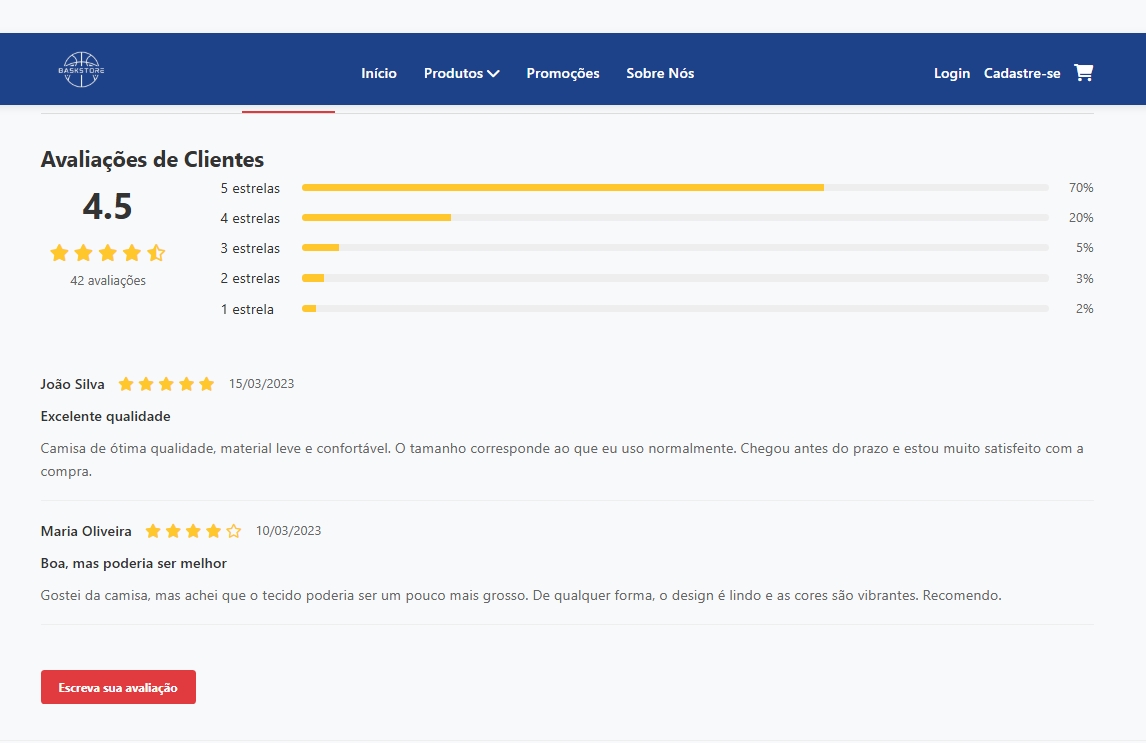 BASKSTORE
Início
Produtos
Promoções
Sobre Nós
Login
Cadastre-se
Avaliações de Clientes
4.5
42 avaliações
5 estrelas 70%
4 estrelas 20%
3 estrelas 5%
2 estrelas 3%
1 estrela 2%
João Silva 15/03/2023
Excelente qualidade
Camisa de ótima qualidade, material leve e confortável. O tamanho corresponde ao que eu uso normalmente. Chegou antes do prazo e estou muito satisfeito com a
compra.
Maria Oliveira 10/03/2023
Boa, mas poderia ser melhor
Gostei da camisa, mas achei que o tecido poderia ser um pouco mais grosso. De qualquer forma, o design é lindo e as cores são vibrantes. Recomendo.
Escreva sua avaliação